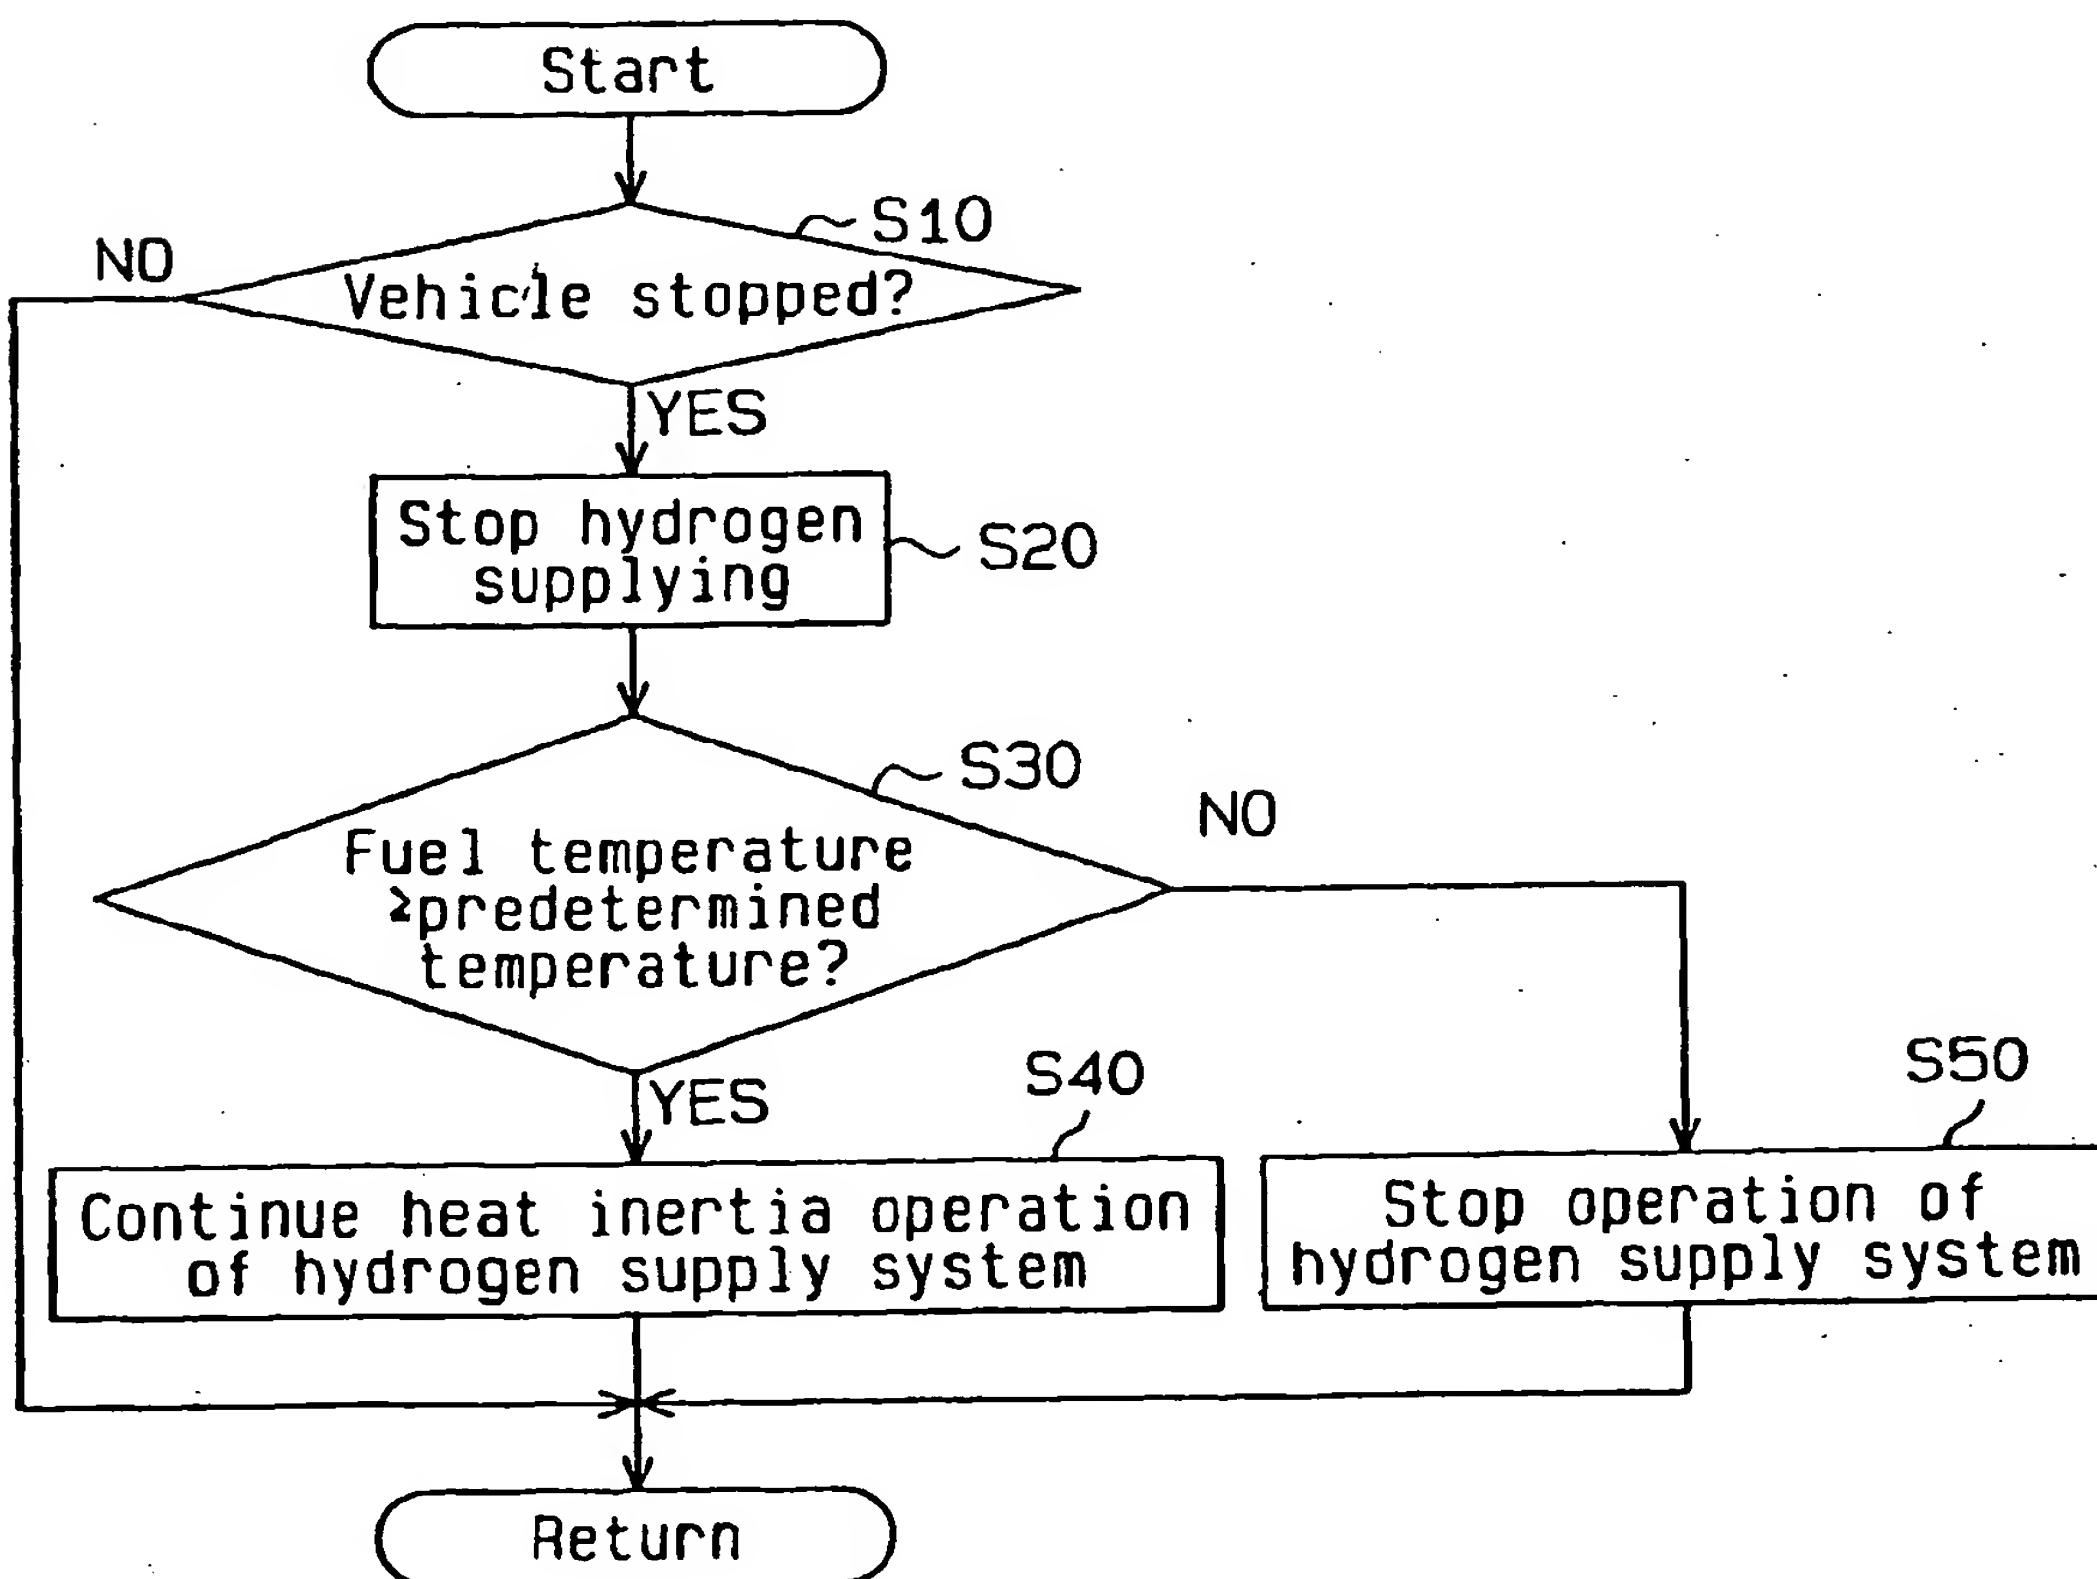 Start
S10
NO
Vehicle stopped?
YES
Stop hydrogen
supplying
S20
S30
NO
Fuel temperature
≥predetermined
temperature?
YES
S40
S50
Continue heat inertia operation
of hydrogen supply system
Stop operation of
hydrogen supply system
Return